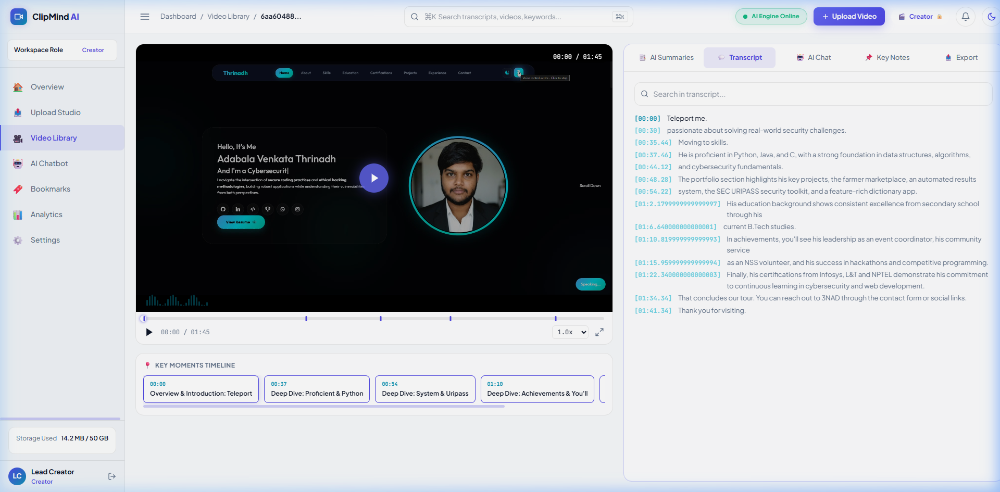 ClipMind AI
Dashboard / Video Library / 6aa60488...
⌘K Search transcripts, videos, keywords...
⌘K
AI Engine Online
+ Upload Video
Creator
Workspace Role Creator
Overview
Upload Studio
Video Library
AI Chatbot
Bookmarks
Analytics
Settings
Storage Used 14.2 MB / 50 GB
LC
Lead Creator
Creator
00:00 / 01:45
Thrinadh
Home About Skills Education Certifications Projects Experience Contact
Voice control active - Click to stop
Hello, It's Me
Adabala Venkata Thrinadh
And I'm a Cybersecurit|
I navigate the intersection of secure coding practices and ethical hacking
methodologies, building robust applications while understanding their vulnerabilities
from both perspectives.
View Resume
Scroll Down
Speaking...
00:00 / 01:45
1.0x
KEY MOMENTS TIMELINE
00:00
Overview & Introduction: Teleport
00:37
Deep Dive: Proficient & Python
00:54
Deep Dive: System & Uripass
01:10
Deep Dive: Achievements & You'll
AI Summaries
Transcript
AI Chat
Key Notes
Export
Search in transcript...
[00:00] Teleport me.
[00:30] passionate about solving real-world security challenges.
[00:35.44] Moving to skills.
[00:37.46] He is proficient in Python, Java, and C, with a strong foundation in data structures, algorithms,
[00:44.12] and cybersecurity fundamentals.
[00:48.28] The portfolio section highlights his key projects, the farmer marketplace, an automated results
[00:54.22] system, the SEC URIPASS security toolkit, and a feature-rich dictionary app.
[01:2.1799999999999997] His education background shows consistent excellence from secondary school
through his
[01:6.640000000000001] current B.Tech studies.
[01:10.819999999999993] In achievements, you'll see his leadership as an event coordinator, his community
service
[01:15.959999999999994] as an NSS volunteer, and his success in hackathons and competitive programming.
[01:22.340000000000003] Finally, his certifications from Infosys, L&T and NPTEL demonstrate his commitment
to continuous learning in cybersecurity and web development.
[01:34.34] That concludes our tour. You can reach out to 3NAD through the contact form or social links.
[01:41.34] Thank you for visiting.